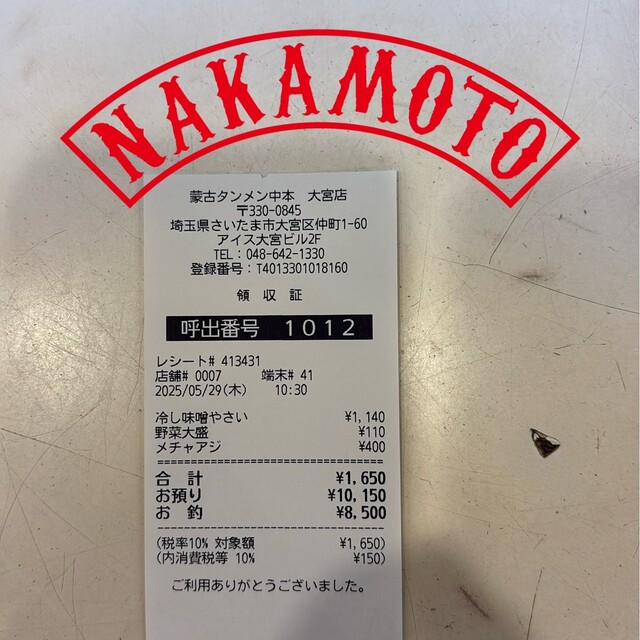 NAKAMOTO
蒙古タンメン中本 大宮店
〒330-0845
埼玉県さいたま市大宮区仲町1-60
アイス大宮ビル2F
TEL：048-642-1330
登録番号：T4013301018160
領 収 証
呼出番号 1012
レシート# 413431
店舗# 0007 端末# 41
2025/05/29(木) 10:30
冷し味噌やさい ¥1,140
野菜大盛 ¥110
メチャアジ ¥400
合 計 ¥1,650
お預り ¥10,150
お 釣 ¥8,500
(税率10% 対象額 ¥1,650)
(内消費税等 10% ¥150)
ご利用ありがとうございました。